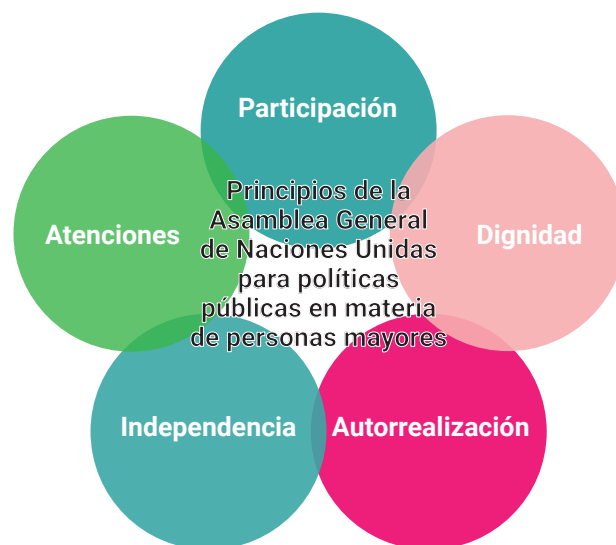 Participación
Principios de la
Asamblea General
de Naciones Unidas
para políticas
públicas en materia
de personas mayores
Atenciones
Dignidad
Independencia
Autorrealización